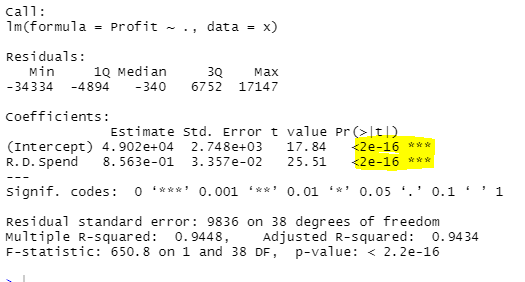 Call:
lm(formula = Profit ~ ., data = x)
Residuals:
Min 1Q Median 3Q Max
-34334 -4894 -340 6752 17147
Coefficients:
Estimate Std. Error t value Pr(>|t|)
(Intercept) 4.902e+04 2.748e+03 17.84 <2e-16 ***
R.D.Spend 8.563e-01 3.357e-02 25.51 <2e-16 ***
---
Signif. codes: 0 ‘***’ 0.001 ‘**’ 0.01 ‘*’ 0.05 ‘.’ 0.1 ‘ ’ 1
Residual standard error: 9836 on 38 degrees of freedom
Multiple R-squared: 0.9448, Adjusted R-squared: 0.9434
F-statistic: 650.8 on 1 and 38 DF, p-value: < 2.2e-16
> |